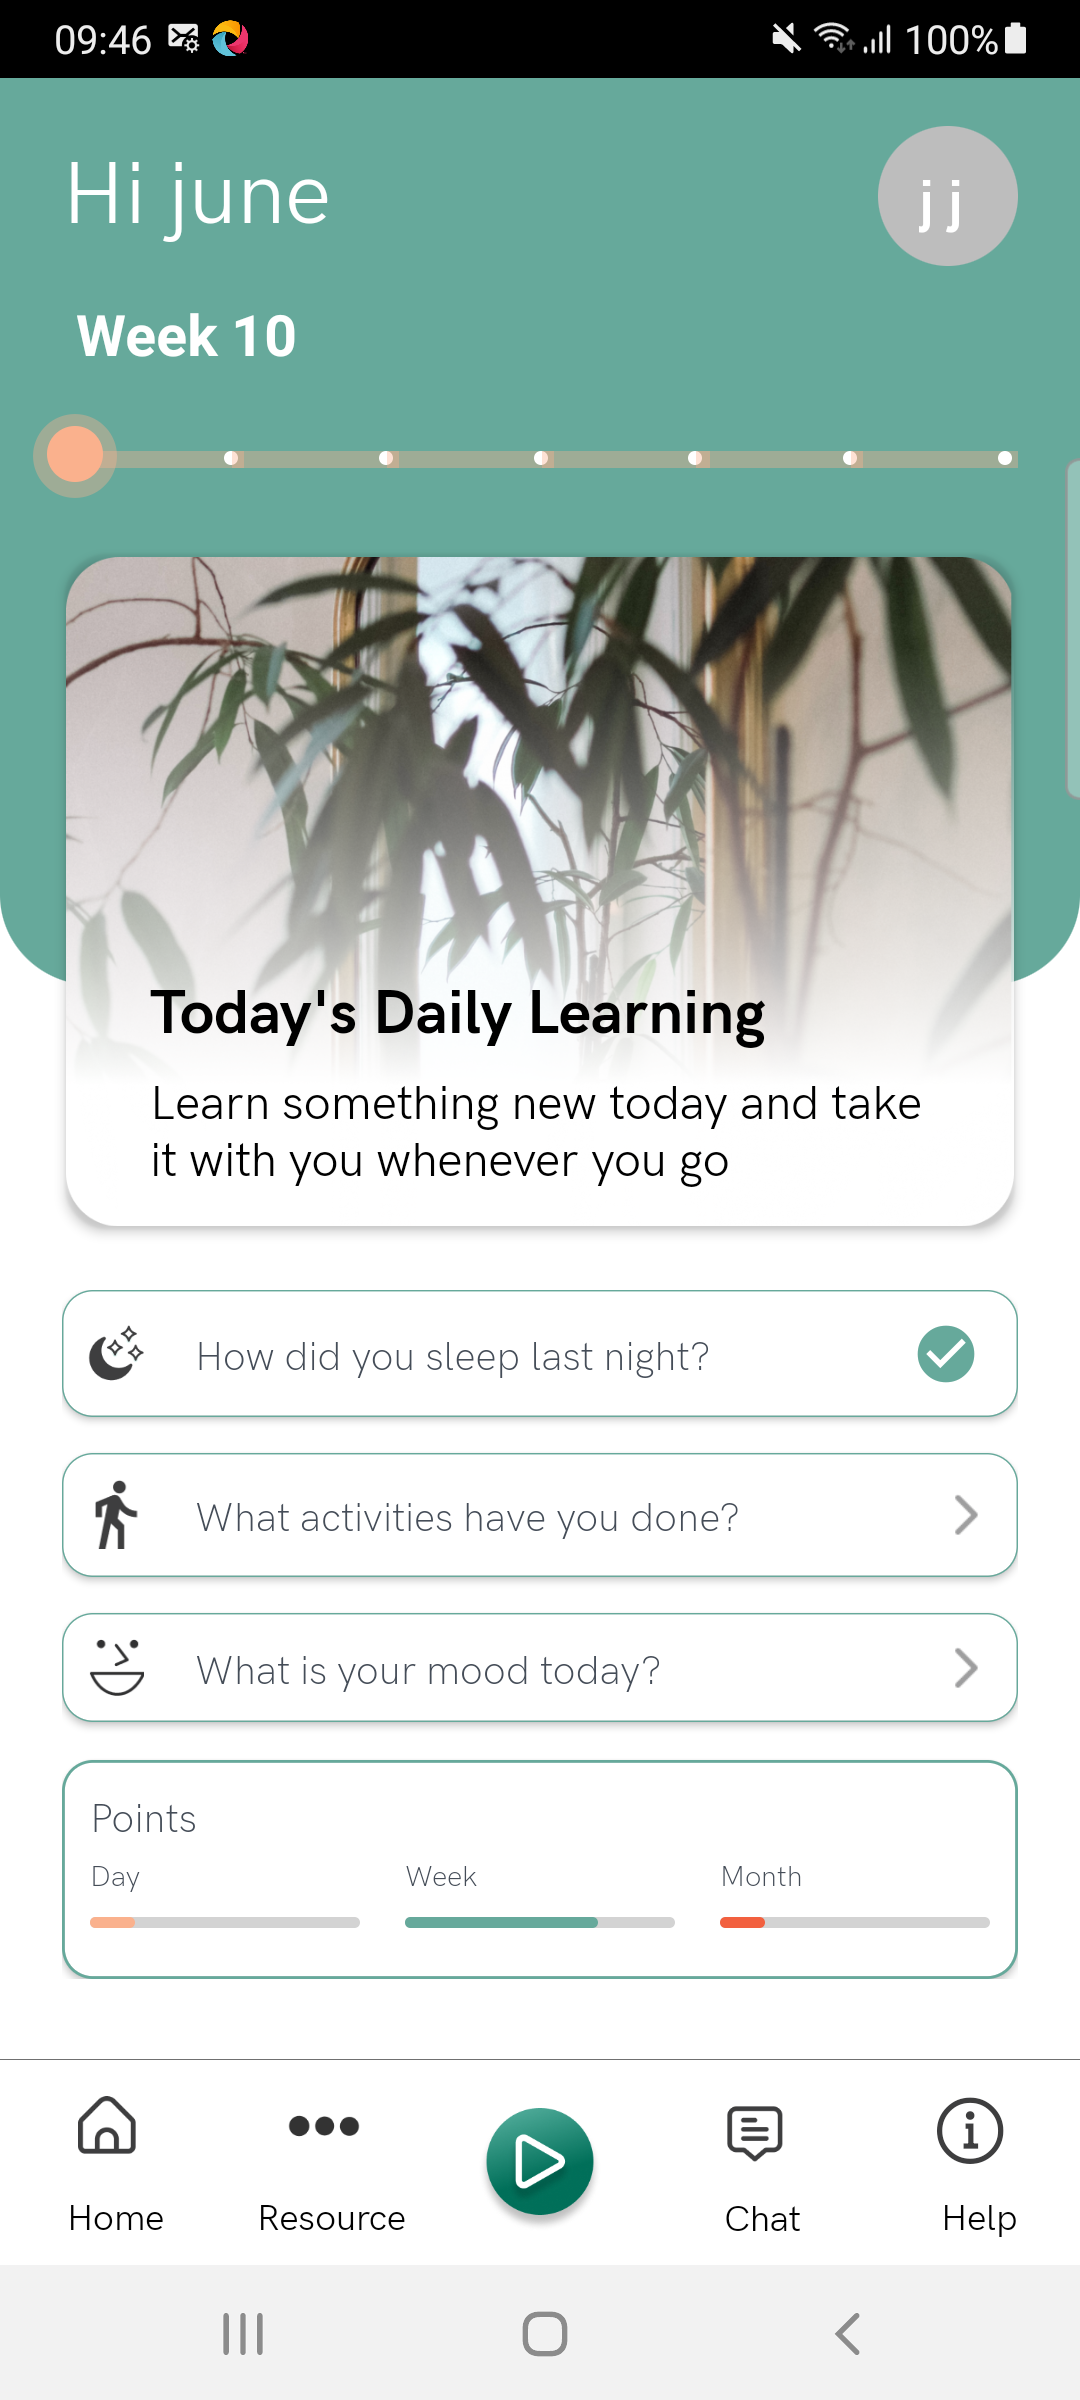 09:46
100%
Hi june
jj
Week 10
Today's Daily Learning
Learn something new today and take
it with you whenever you go
How did you sleep last night?
What activities have you done?
What is your mood today?
Points
Day Week Month
Home Resource Chat Help